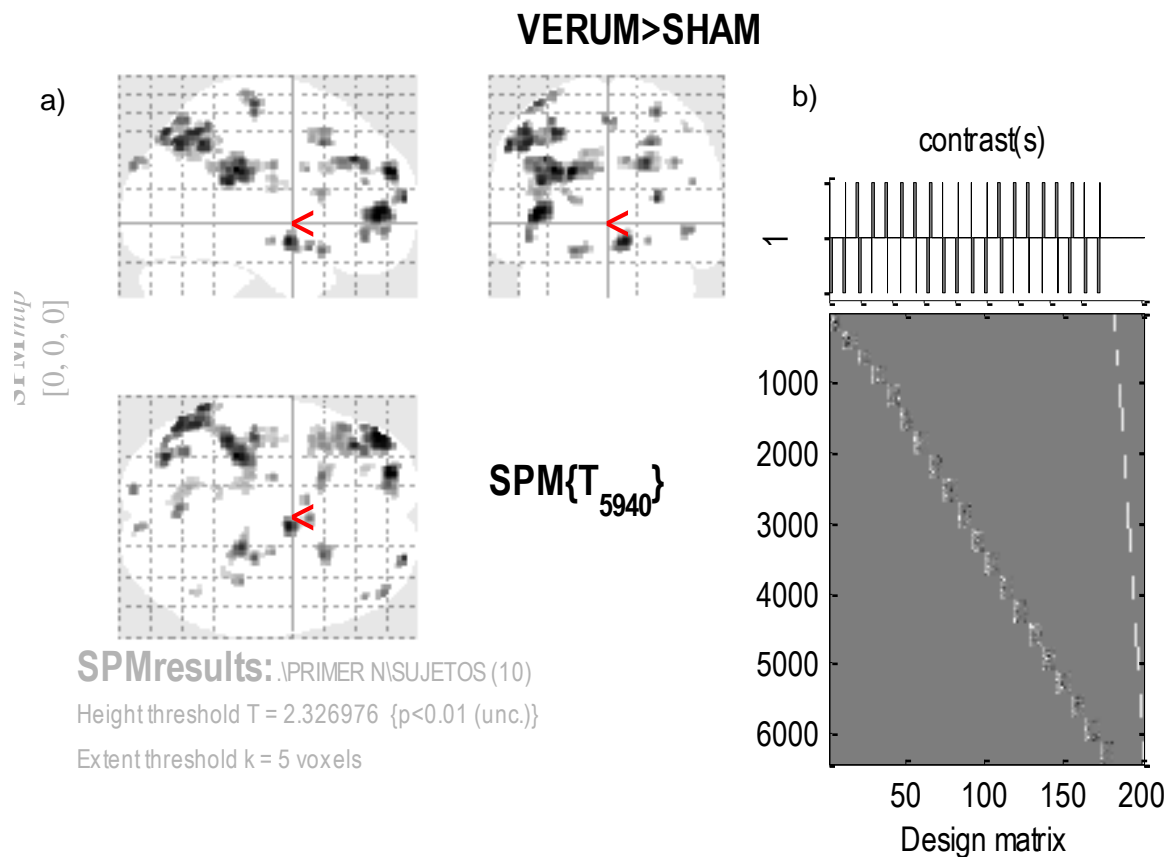 VERUM>SHAM
a)
b)
contrast(s)
1
[0, 0, 0]
<
<
<
SPM{T5940}
SPMresults: .\PRIMER N\SUJETOS (10)
Height threshold T = 2.326976 {p<0.01 (unc.)}
Extent threshold k = 5 voxels
1000
2000
3000
4000
5000
6000
50 100 150 200
Design matrix